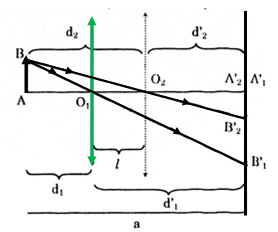 d₂ d'₂
B
O₂ A'₂ A'₁
A O₁
B'₂
l B'₁
d₁ d'₁
a